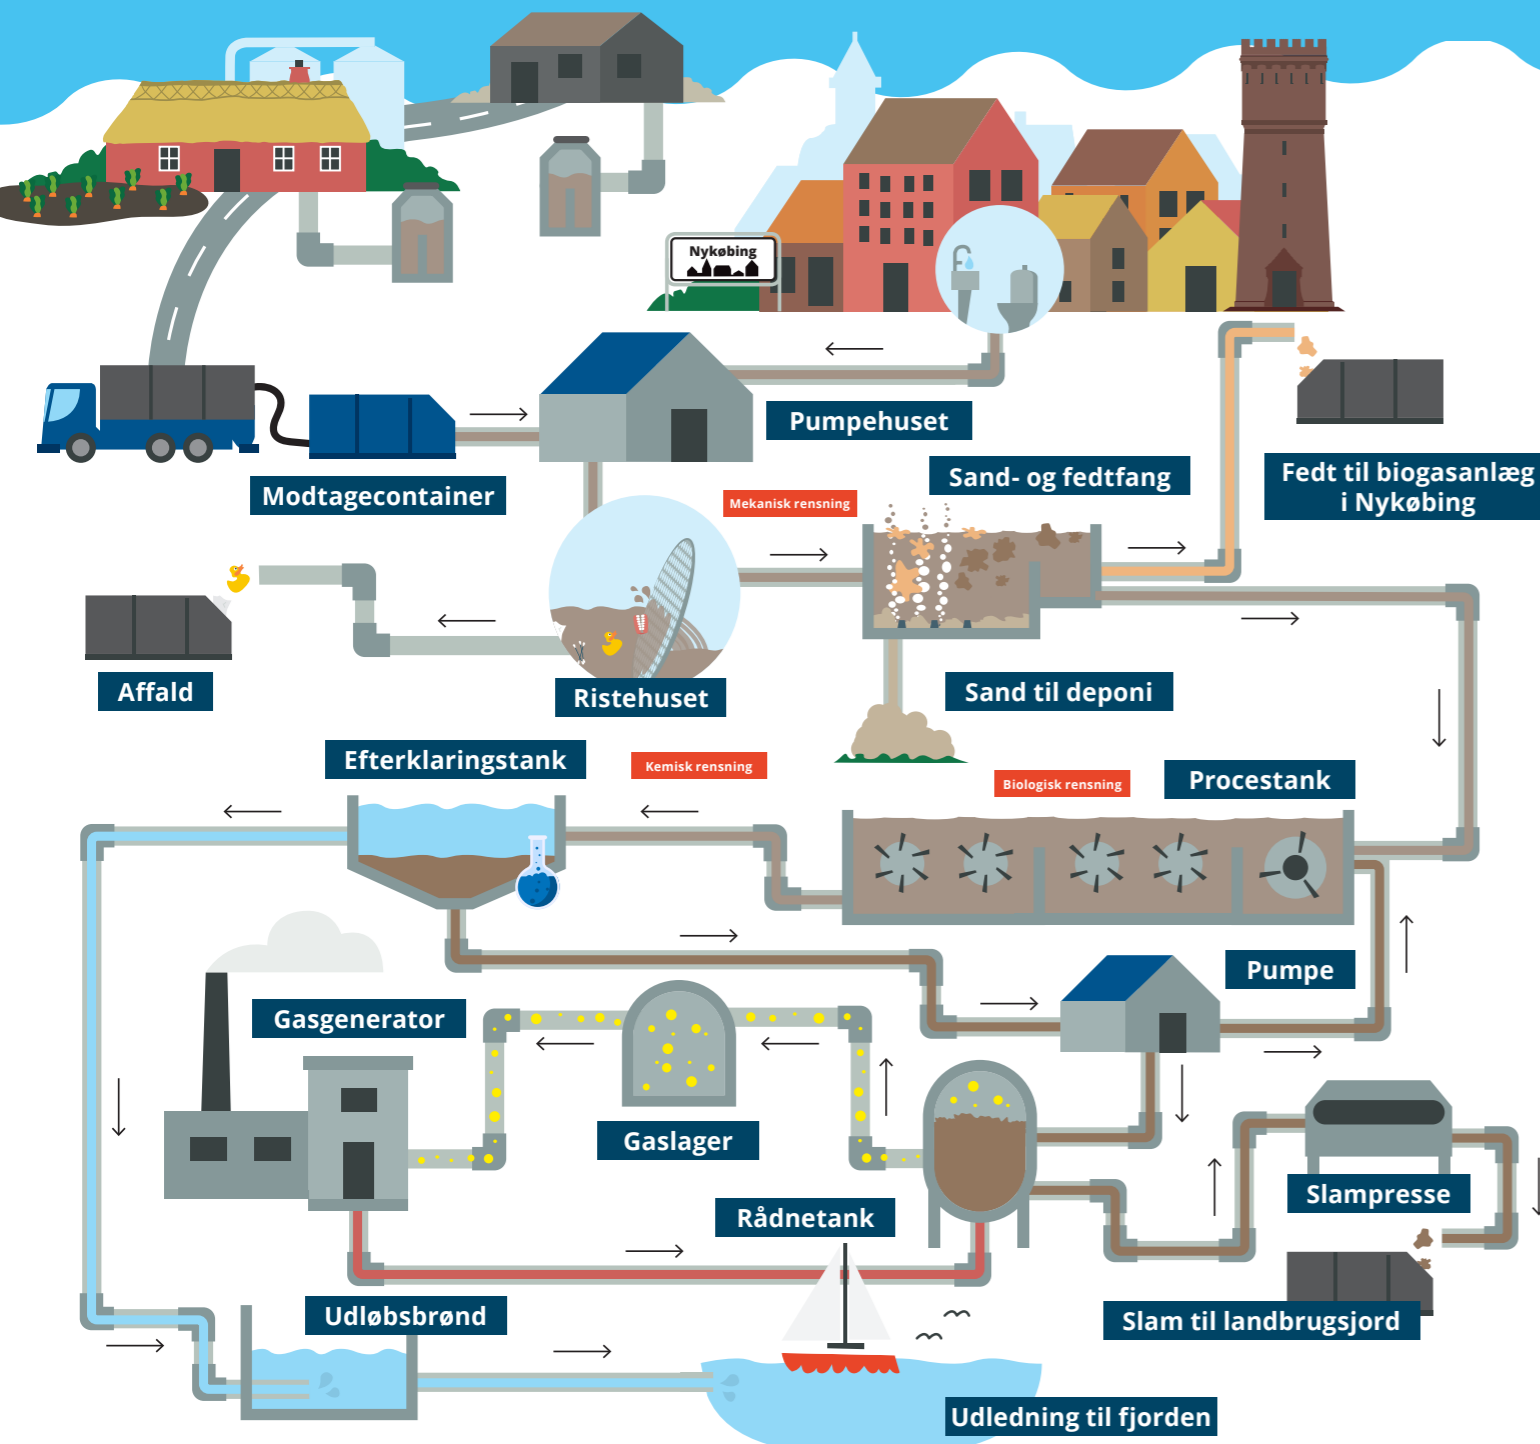 Nykøbing
Pumpehuset
Modtagecontainer
Mekanisk rensning
Sand- og fedtfang
Fedt til biogasanlæg
i Nykøbing
Affald
Ristehuset
Sand til deponi
Efterklaringstank
Kemisk rensning
Biologisk rensning
Procestank
Pumpe
Gasgenerator
Gaslager
Rådnetank
Slampresse
Udløbsbrønd
Slam til landbrugsjord
Udledning til fjorden